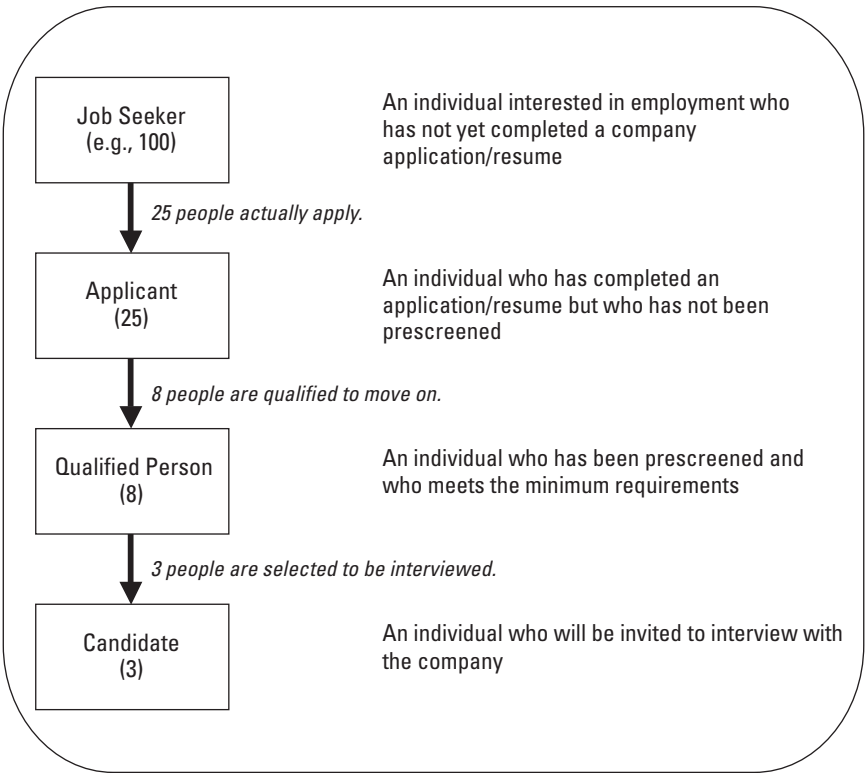 Job Seeker
(e.g., 100)
An individual interested in employment who
has not yet completed a company
application/resume
25 people actually apply.
Applicant
(25)
An individual who has completed an
application/resume but who has not been
prescreened
8 people are qualified to move on.
Qualified Person
(8)
An individual who has been prescreened and
who meets the minimum requirements
3 people are selected to be interviewed.
Candidate
(3)
An individual who will be invited to interview with
the company